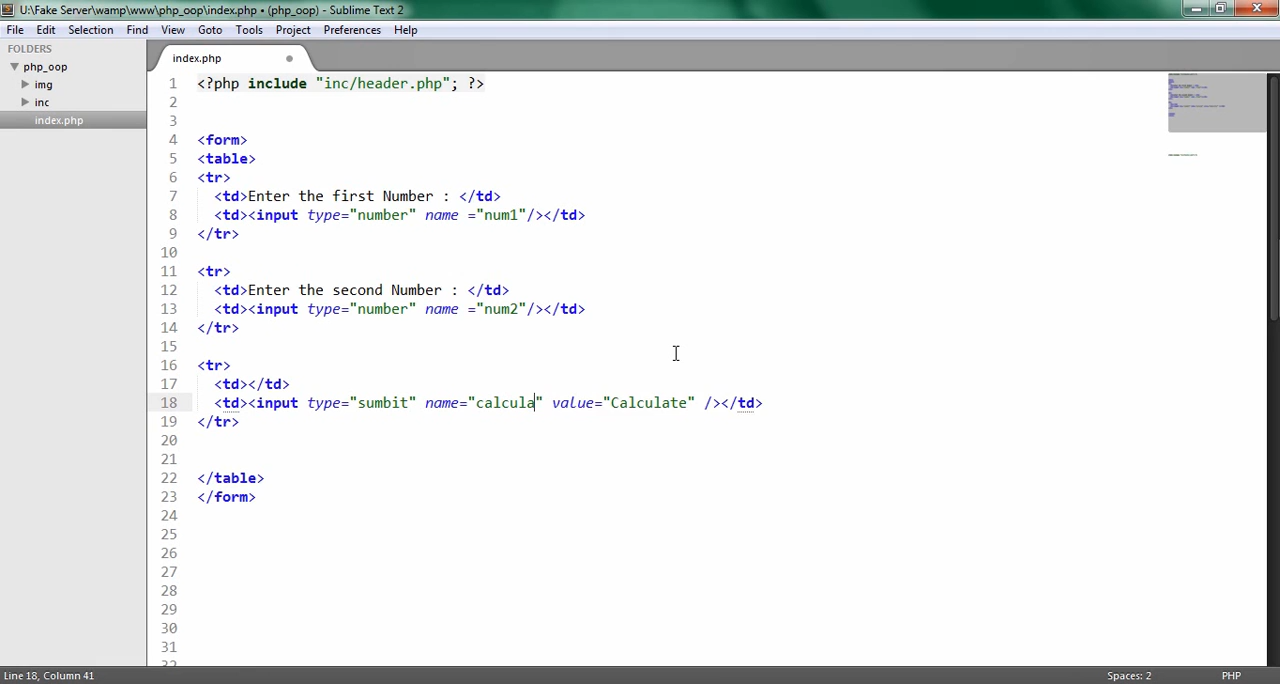 U:\Fake Server\wamp\www\php_oop\index.php • (php_oop) - Sublime Text 2
File Edit Selection Find View Goto Tools Project Preferences Help
FOLDERS
php_oop
img
inc
index.php
index.php
1 <?php include "inc/header.php"; ?>
2
3
4 <form>
5 <table>
6 <tr>
7 <td>Enter the first Number : </td>
8 <td><input type="number" name ="num1"/></td>
9 </tr>
10
11 <tr>
12 <td>Enter the second Number : </td>
13 <td><input type="number" name ="num2"/></td>
14 </tr>
15
16 <tr>
17 <td></td>
18 <td><input type="sumbit" name="calcula" value="Calculate" /></td>
19 </tr>
20
21
22 </table>
23 </form>
24
25
26
27
28
29
30
31
32
Line 18, Column 41 Spaces: 2 PHP